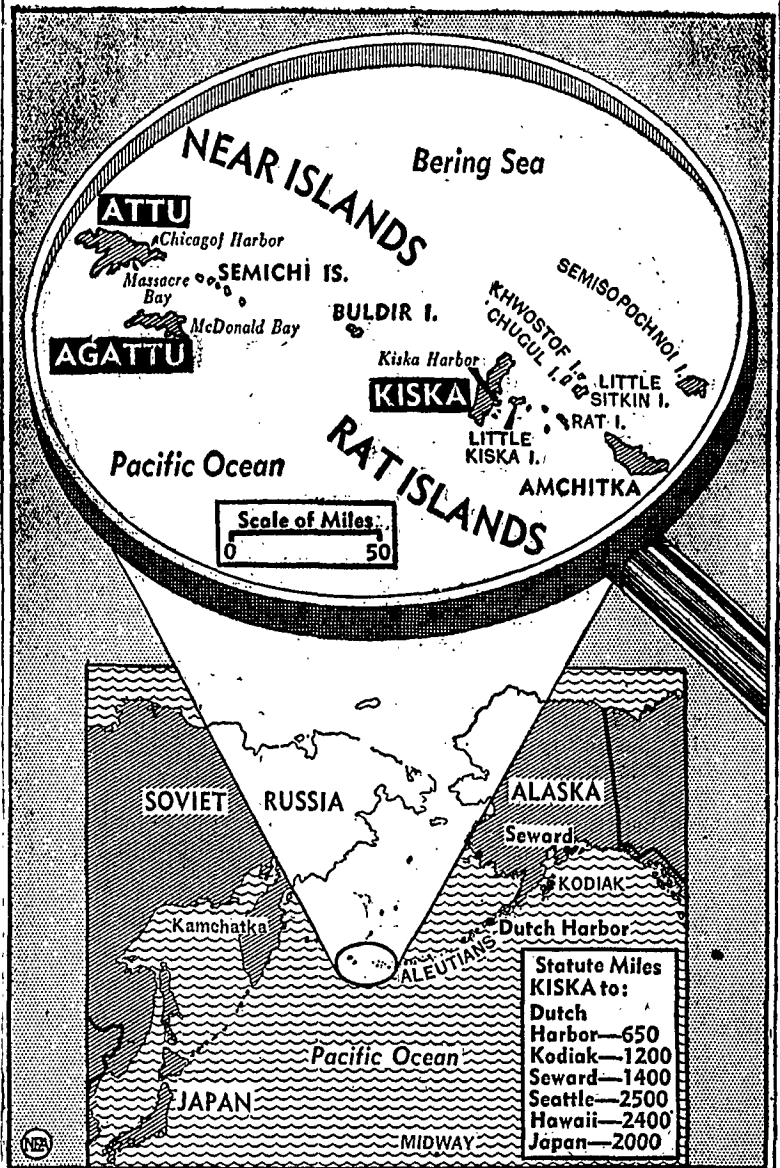 NEAR ISLANDS
Bering Sea
ATTU
Chicagof Harbor
SEMICHI IS.
Massacre
Bay
McDonald Bay
AGATTU
BULDIR I.
SEMISOPOCHNOI I.
KHWOSTOF I.
CHUGUL I.
Kiska Harbor
KISKA
LITTLE
SITKIN I.
RAT I.
LITTLE
KISKA I.
AMCHITKA
Pacific Ocean
RAT ISLANDS
Scale of Miles
0 50
SOVIET RUSSIA
ALASKA
Seward
KODIAK
Kamchatka
Dutch Harbor
ALEUTIANS
Statute Miles
KISKA to:
Dutch
Harbor—650
Kodiak—1200
Seward—1400
Seattle—2500
Hawaii—2400
Japan—2000
Pacific Ocean
JAPAN
MIDWAY
NEA